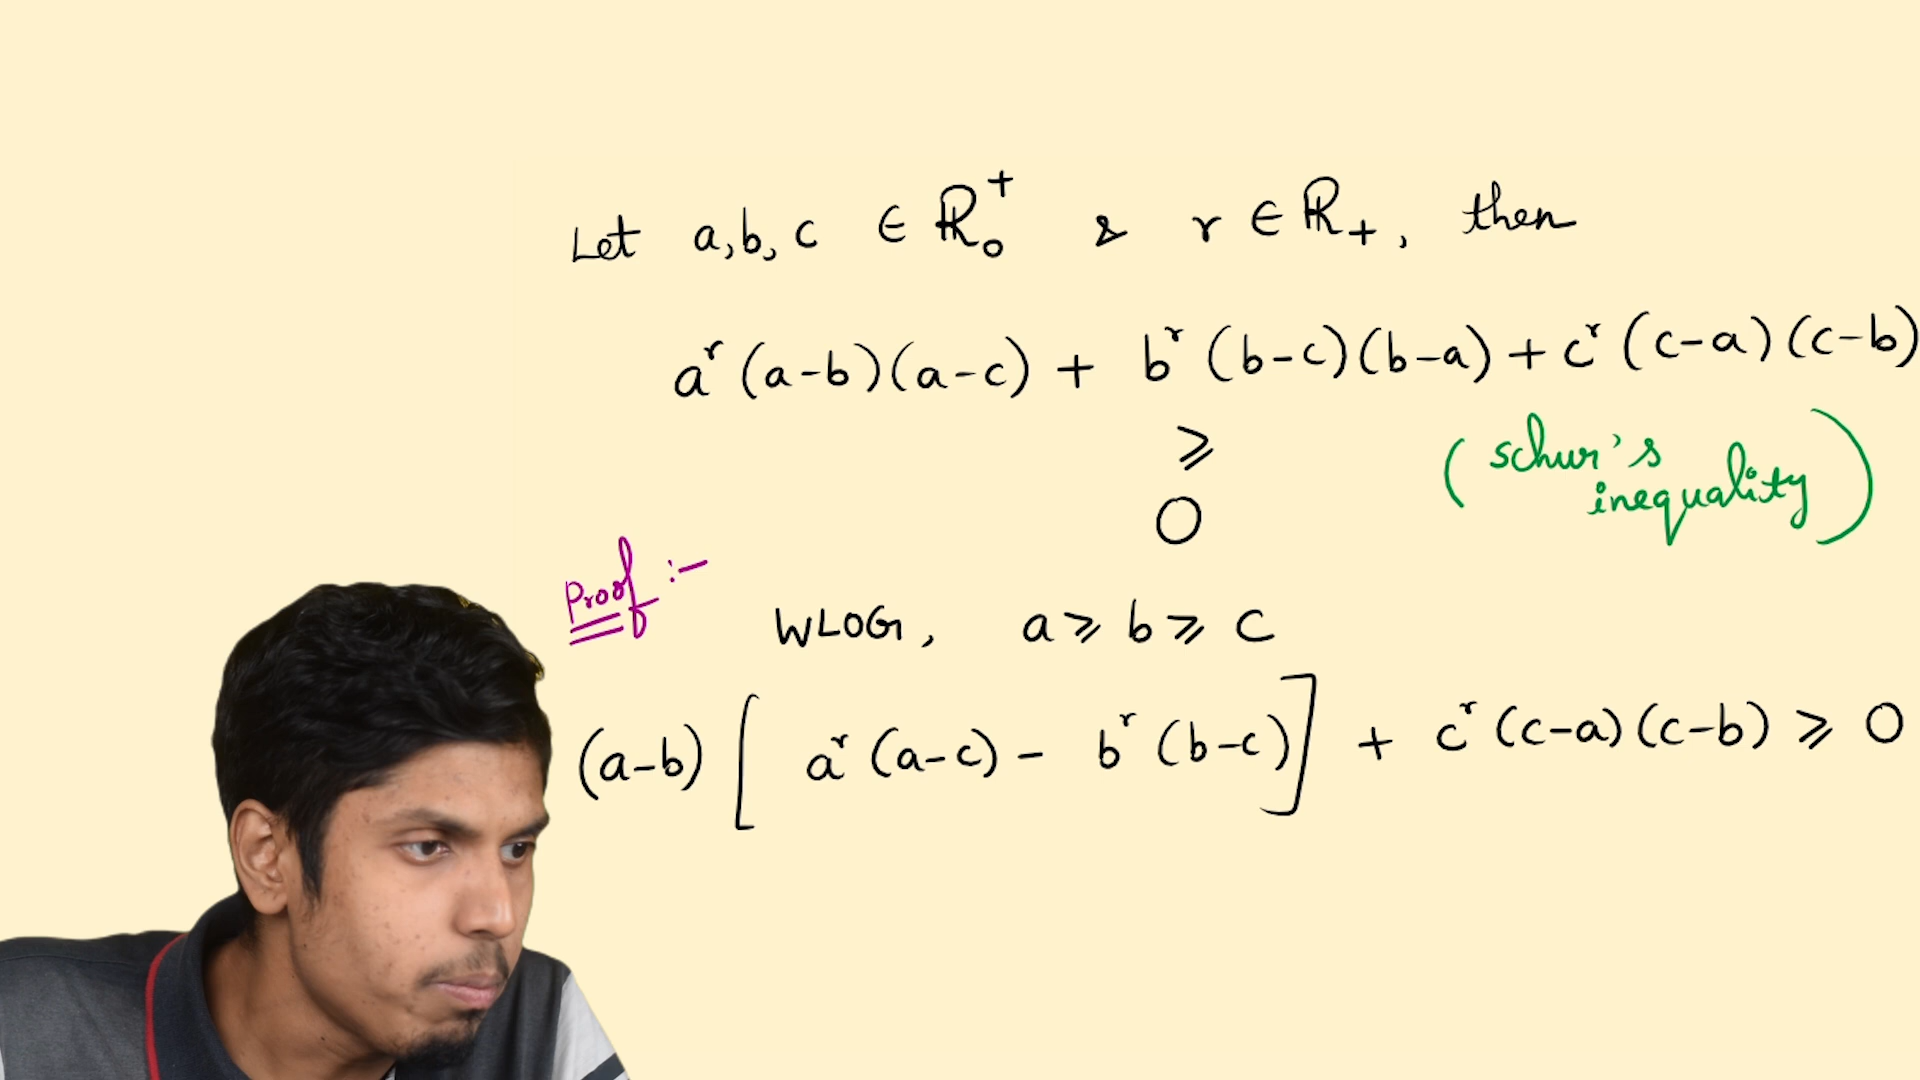 Let a, b, c ∈ ℝ₀⁺ & r ∈ ℝ₊, then
aʳ (a-b)(a-c) + bʳ (b-c)(b-a) + cʳ (c-a)(c-b)
≥
0
(schur's
inequality)
Proof :-
WLOG, a ≥ b ≥ c
(a-b) [ aʳ (a-c) - bʳ (b-c) ] + cʳ (c-a)(c-b) ≥ 0